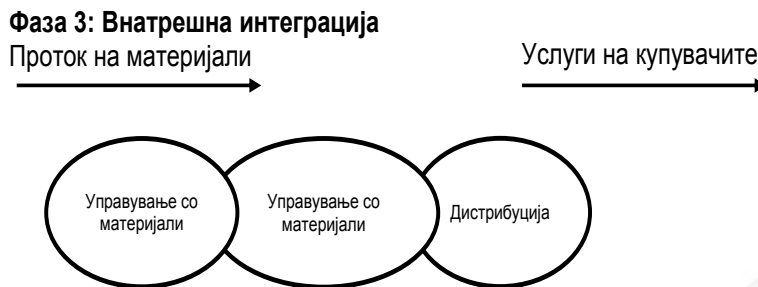 Фаза 3: Внатрешна интеграција
Проток на материјали
Услуги на купувачите
Управување со
материјали
Управување со
материјали
Дистрибуција